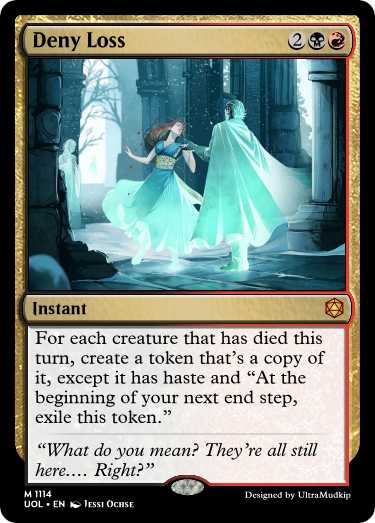 Deny Loss 2
Instant
For each creature that has died this
turn, create a token that's a copy of
it, except it has haste and “At the
beginning of your next end step,
exile this token.”
“What do you mean? They're all still
here.... Right?”
M 1114
UOL • EN Jessi Ochse
Designed by UltraMudkip